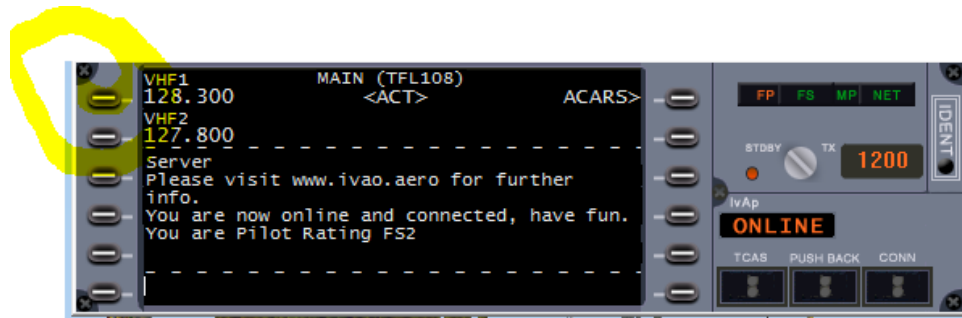 VHF1 MAIN (TFL108)
128.300 <ACT> ACARS>
VHF2
127.800
Server
Please visit www.ivao.aero for further
info.
You are now online and connected, have fun.
You are Pilot Rating FS2
FP FS MP NET
IDENT
STDBY TX 1200
IvAp
ONLINE
TCAS PUSH BACK CONN